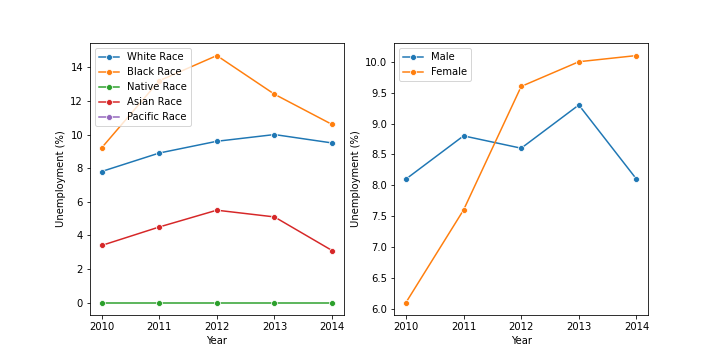 White Race
Black Race
Native Race
Asian Race
Pacific Race
Unemployment (%)
14
12
10
8
6
4
2
0
2010 2011 2012 2013 2014
Year
Male
Female
Unemployment (%)
10.0
9.5
9.0
8.5
8.0
7.5
7.0
6.5
6.0
2010 2011 2012 2013 2014
Year